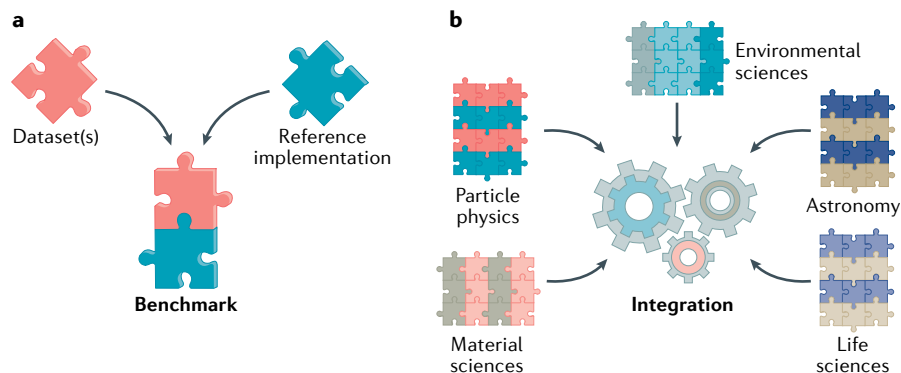 a
Dataset(s)
Reference
implementation
Benchmark
b
Environmental
sciences
Particle
physics
Astronomy
Material
sciences
Integration
Life
sciences